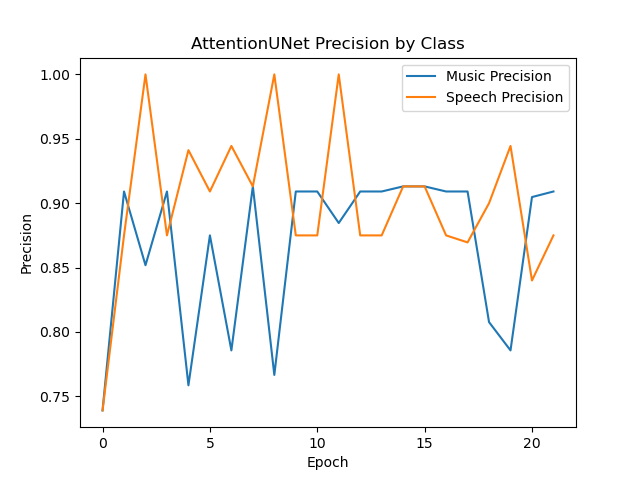 AttentionUNet Precision by Class
Music Precision
Speech Precision
Precision
1.00
0.95
0.90
0.85
0.80
0.75
0
5
10
15
20
Epoch